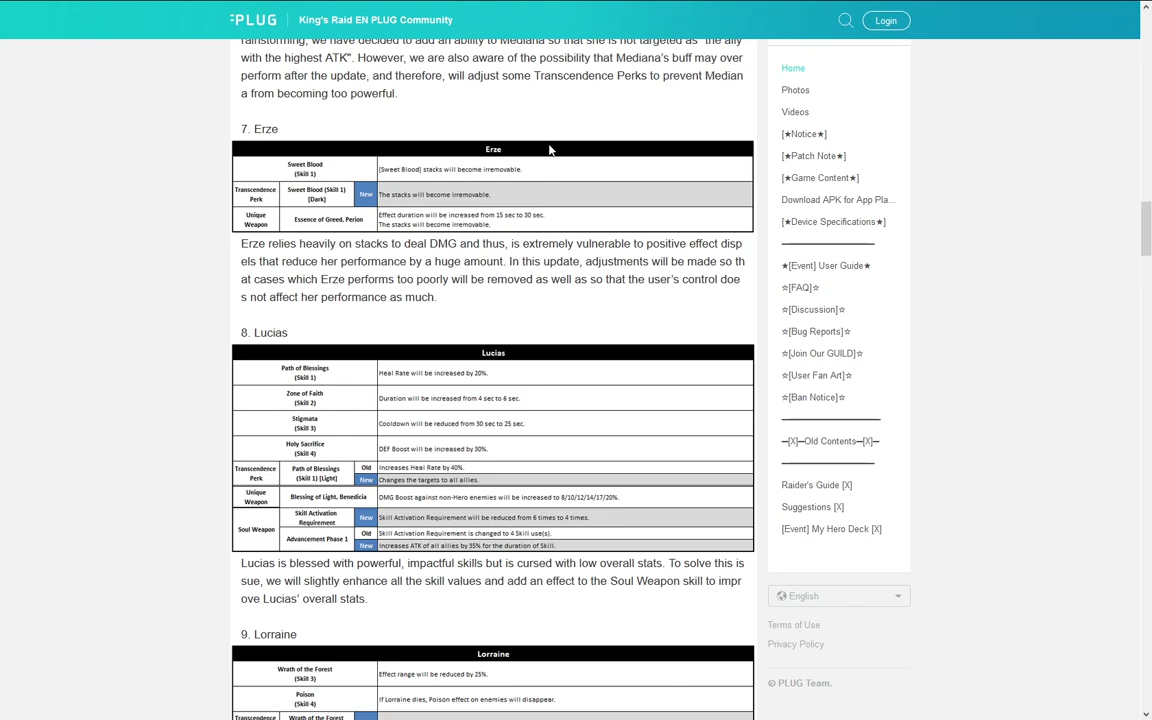 PLUG
King's Raid EN PLUG Community
Login
rainstorming, we have decided to add an ability to Mediana so that she is not targeted as "the ally
with the highest ATK". However, we are also aware of the possibility that Mediana's buff may over
perform after the update, and therefore, will adjust some Transcendence Perks to prevent Median
a from becoming too powerful.
7. Erze
Erze
Sweet Blood
(Skill 1)
[Sweet Blood] stacks will become irremovable.
Transcendence
Perk
Sweet Blood (Skill 1)
[Dark]
New
The stacks will become irremovable.
Unique
Weapon
Essence of Greed, Perion
Effect duration will be increased from 15 sec to 30 sec.
The stacks will become irremovable.
Erze relies heavily on stacks to deal DMG and thus, is extremely vulnerable to positive effect disp
els that reduce her performance by a huge amount. In this update, adjustments will be made so th
at cases which Erze performs too poorly will be removed as well as so that the user's control doe
s not affect her performance as much.
8. Lucias
Lucias
Path of Blessings
(Skill 1)
Heal Rate will be increased by 20%.
Zone of Faith
(Skill 2)
Duration will be increased from 4 sec to 6 sec.
Stigmata
(Skill 3)
Cooldown will be reduced from 30 sec to 25 sec.
Holy Sacrifice
(Skill 4)
DEF Boost will be increased by 30%.
Transcendence
Perk
Path of Blessings
(Skill 1) [Light]
Old
Increases Heal Rate by 40%.
New
Changes the targets to all allies.
Unique
Weapon
Blessing of Light, Benedicia
DMG Boost against non-Hero enemies will be increased to 8/10/12/14/17/20%.
Soul Weapon
Skill Activation
Requirement
New
Skill Activation Requirement will be reduced from 6 times to 4 times.
Advancement Phase 1
Old
Skill Activation Requirement is changed to 4 Skill use(s).
New
Increases ATK of all allies by 35% for the duration of Skill.
Lucias is blessed with powerful, impactful skills but is cursed with low overall stats. To solve this is
sue, we will slightly enhance all the skill values and add an effect to the Soul Weapon skill to impr
ove Lucias' overall stats.
9. Lorraine
Lorraine
Wrath of the Forest
(Skill 3)
Effect range will be reduced by 25%.
Poison
(Skill 4)
If Lorraine dies, Poison effect on enemies will disappear.
Transcendence
Wrath of the Forest
Home
Photos
Videos
[★Notice★]
[★Patch Note★]
[★Game Content★]
Download APK for App Pla...
[★Device Specifications★]
★[Event] User Guide★
☆[FAQ]☆
☆[Discussion]☆
☆[Bug Reports]☆
☆[Join Our GUILD]☆
☆[User Fan Art]☆
☆[Ban Notice]☆
━[X]━Old Contents━[X]━
Raider's Guide [X]
Suggestions [X]
[Event] My Hero Deck [X]
English
Terms of Use
Privacy Policy
© PLUG Team.